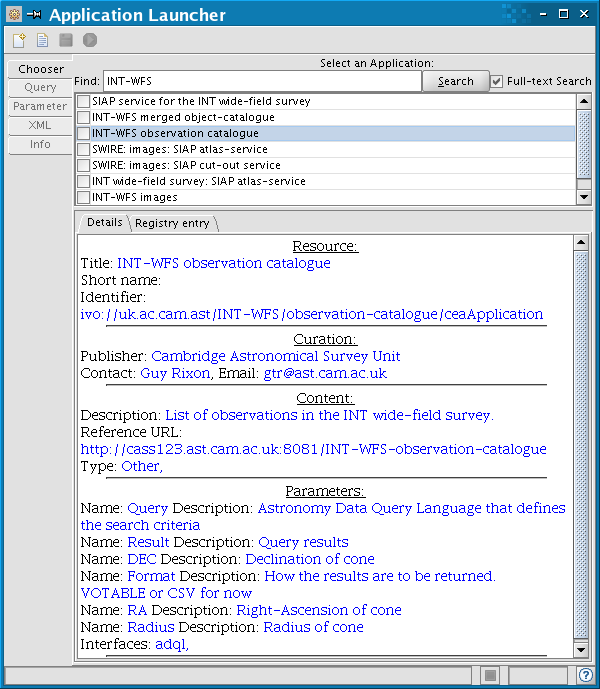 Application Launcher
Select an Application:
Chooser
Query
Parameter
XML
Info
Find: INT-WFS Search Full-text Search
SIAP service for the INT wide-field survey
INT-WFS merged object-catalogue
INT-WFS observation catalogue
SWIRE: images: SIAP atlas-service
SWIRE: images: SIAP cut-out service
INT wide-field survey: SIAP atlas-service
INT-WFS images
Details Registry entry
Resource:
Title: INT-WFS observation catalogue
Short name:
Identifier:
ivo://uk.ac.cam.ast/INT-WFS/observation-catalogue/ceaApplication
Curation:
Publisher: Cambridge Astronomical Survey Unit
Contact: Guy Rixon, Email: gtr@ast.cam.ac.uk
Content:
Description: List of observations in the INT wide-field survey.
Reference URL:
http://cass123.ast.cam.ac.uk:8081/INT-WFS-observation-catalogue
Type: Other,
Parameters:
Name: Query Description: Astronomy Data Query Language that defines
the search criteria
Name: Result Description: Query results
Name: DEC Description: Declination of cone
Name: Format Description: How the results are to be returned.
VOTABLE or CSV for now
Name: RA Description: Right-Ascension of cone
Name: Radius Description: Radius of cone
Interfaces: adql,
?